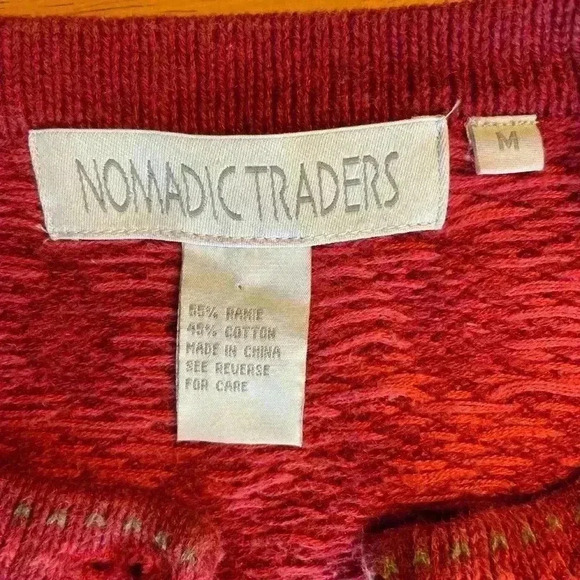 NOMADIC TRADERS
M
55% RAMIE
45% COTTON
MADE IN CHINA
SEE REVERSE
FOR CARE